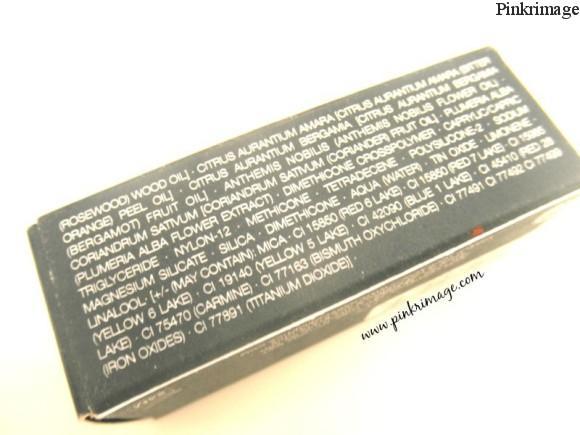 Pinkrimage
(ROSEWOOD) WOOD OIL] · CITRUS AURANTIUM AMARA [CITRUS AURANTIUM AMARA (BITTER
ORANGE) PEEL OIL] · CITRUS AURANTIUM BERGAMIA [CITRUS AURANTIUM BERGAMIA
(BERGAMOT) FRUIT OIL] · ANTHEMIS NOBILIS (ANTHEMIS NOBILIS FLOWER OIL) ·
CORIANDRUM SATIVUM [CORIANDRUM SATIVUM (CORIANDER) FRUIT OIL] · PLUMERIA ALBA
(PLUMERIA ALBA FLOWER EXTRACT) · DIMETHICONE CROSSPOLYMER · CAPRYLIC/CAPRIC
TRIGLYCERIDE · NYLON-12 · METHICONE · TETRADECENE · POLYSILICONE-2 · SODIUM
MAGNESIUM SILICATE · SILICA · DIMETHICONE · AQUA (WATER) · TIN OXIDE · LIMONENE ·
LINALOOL · [+/- (MAY CONTAIN): MICA · CI 15850 (RED 6 LAKE) · CI 15850 (RED 7 LAKE) · CI 15985
(YELLOW 6 LAKE) · CI 19140 (YELLOW 5 LAKE) · CI 42090 (BLUE 1 LAKE) · CI 45410 (RED 28
LAKE) · CI 75470 (CARMINE) · CI 77163 (BISMUTH OXYCHLORIDE) · CI 77491 CI 77492 CI 77499
(IRON OXIDES) · CI 77891 (TITANIUM DIOXIDE)] ·
www.pinkrimage.com